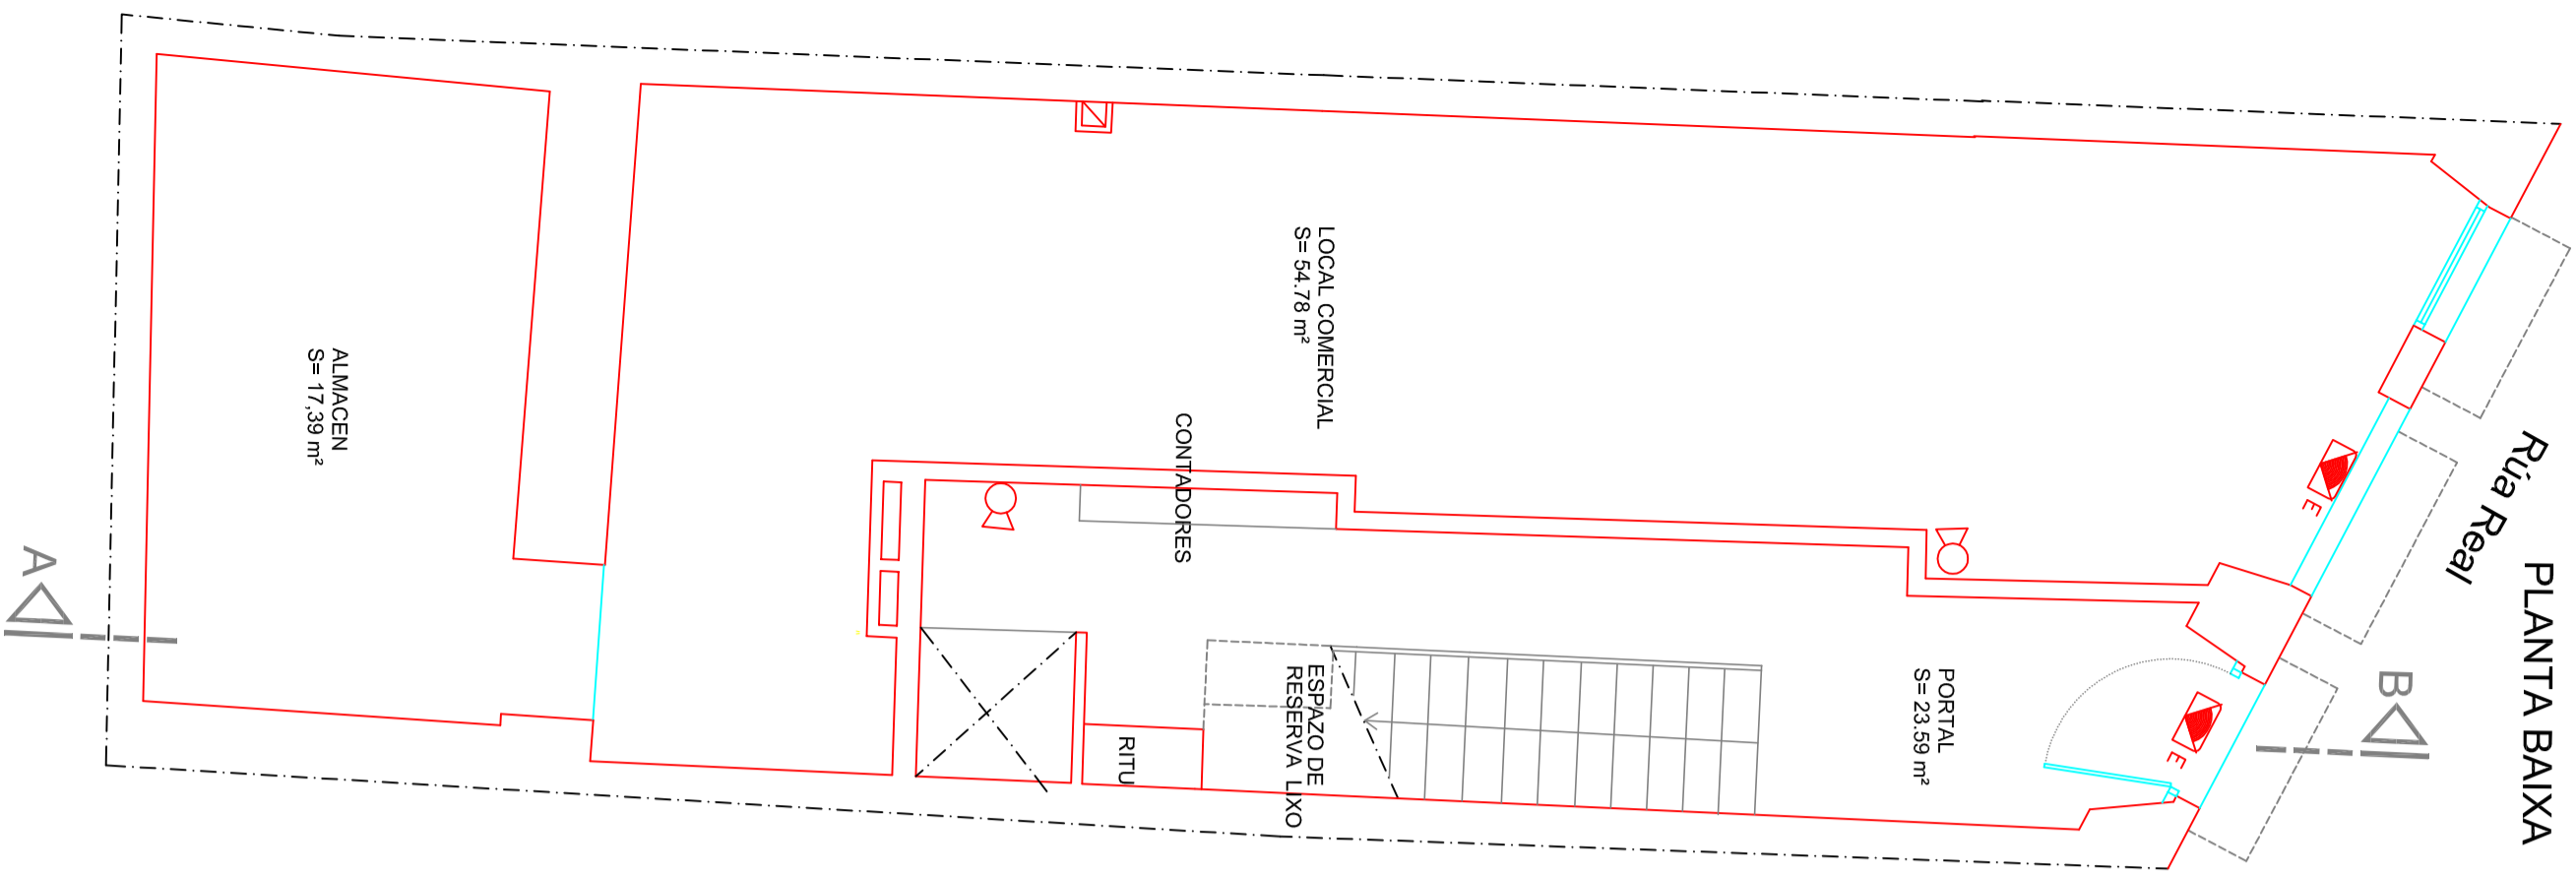 PLANTA BAIXA
Rúa Real
LOCAL COMERCIAL
S= 54.78 m²
ALMACEN
S= 17,39 m²
CONTADORES
PORTAL
S= 23.59 m²
ESPAZO DE
RESERVA LIXO
RITU
E
E
A
B